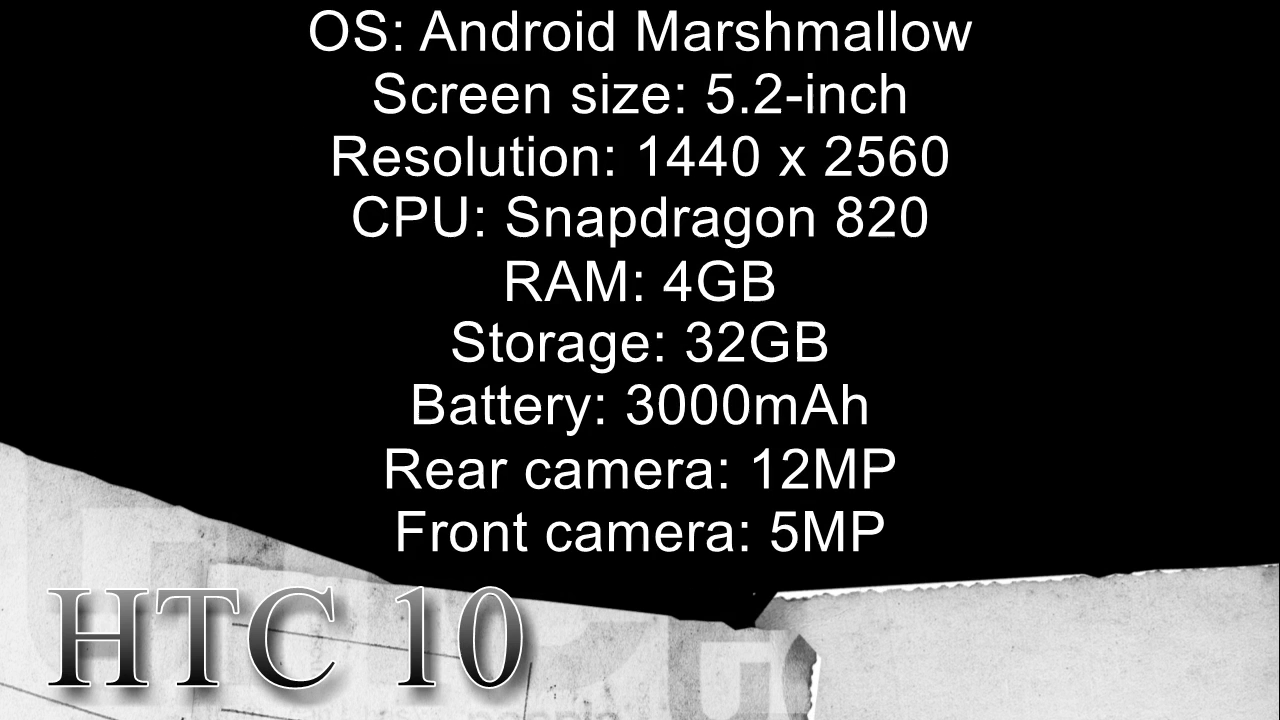 OS: Android Marshmallow
Screen size: 5.2-inch
Resolution: 1440 x 2560
CPU: Snapdragon 820
RAM: 4GB
Storage: 32GB
Battery: 3000mAh
Rear camera: 12MP
Front camera: 5MP
HTC 10